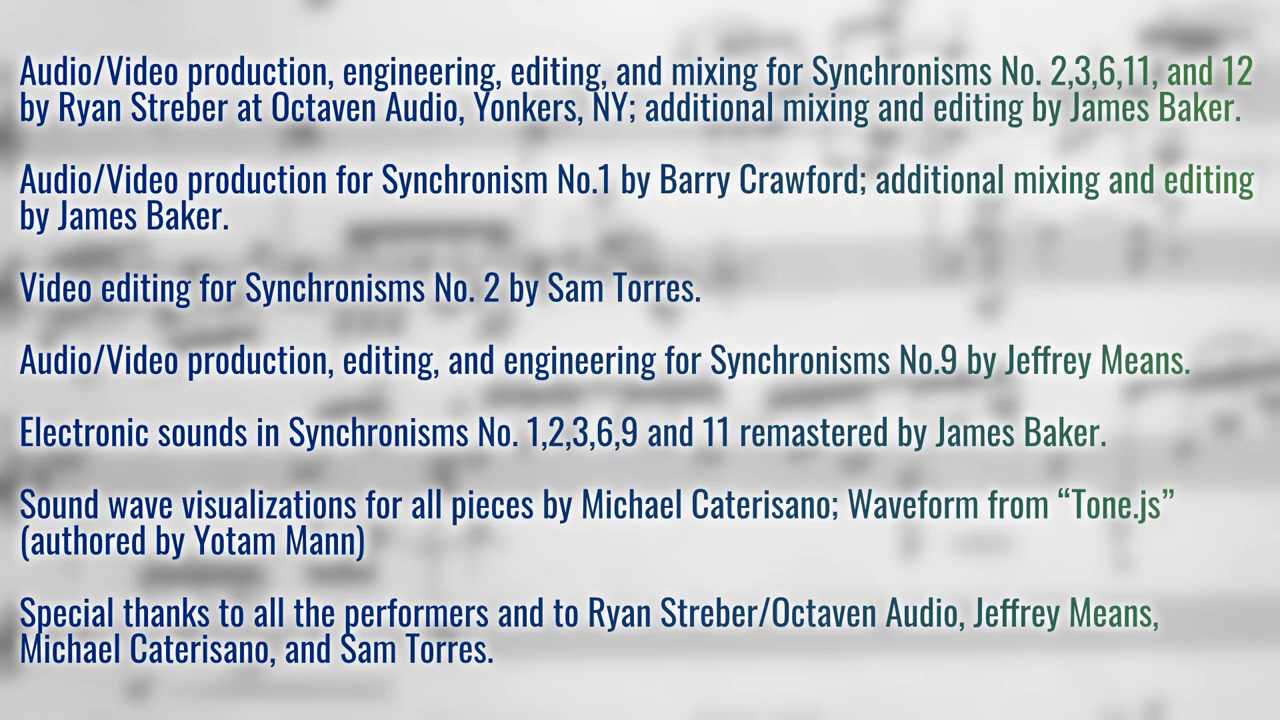 Audio/Video production, engineering, editing, and mixing for Synchronisms No. 2,3,6,11, and 12
by Ryan Streber at Octaven Audio, Yonkers, NY; additional mixing and editing by James Baker.
Audio/Video production for Synchronism No.1 by Barry Crawford; additional mixing and editing
by James Baker.
Video editing for Synchronisms No. 2 by Sam Torres.
Audio/Video production, editing, and engineering for Synchronisms No.9 by Jeffrey Means.
Electronic sounds in Synchronisms No. 1,2,3,6,9 and 11 remastered by James Baker.
Sound wave visualizations for all pieces by Michael Caterisano; Waveform from “Tone.js”
(authored by Yotam Mann)
Special thanks to all the performers and to Ryan Streber/Octaven Audio, Jeffrey Means,
Michael Caterisano, and Sam Torres.